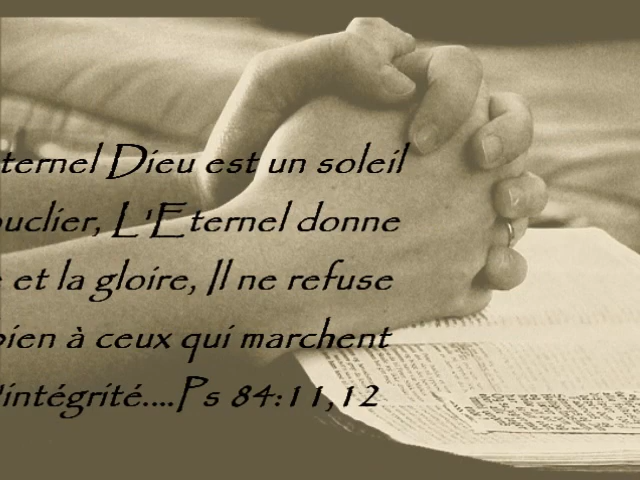 ternel Dieu est un soleil
ouclier, L'Eternel donne
e et la gloire, Il ne refuse
bien à ceux qui marchent
l'intégrité....Ps 84:11,12